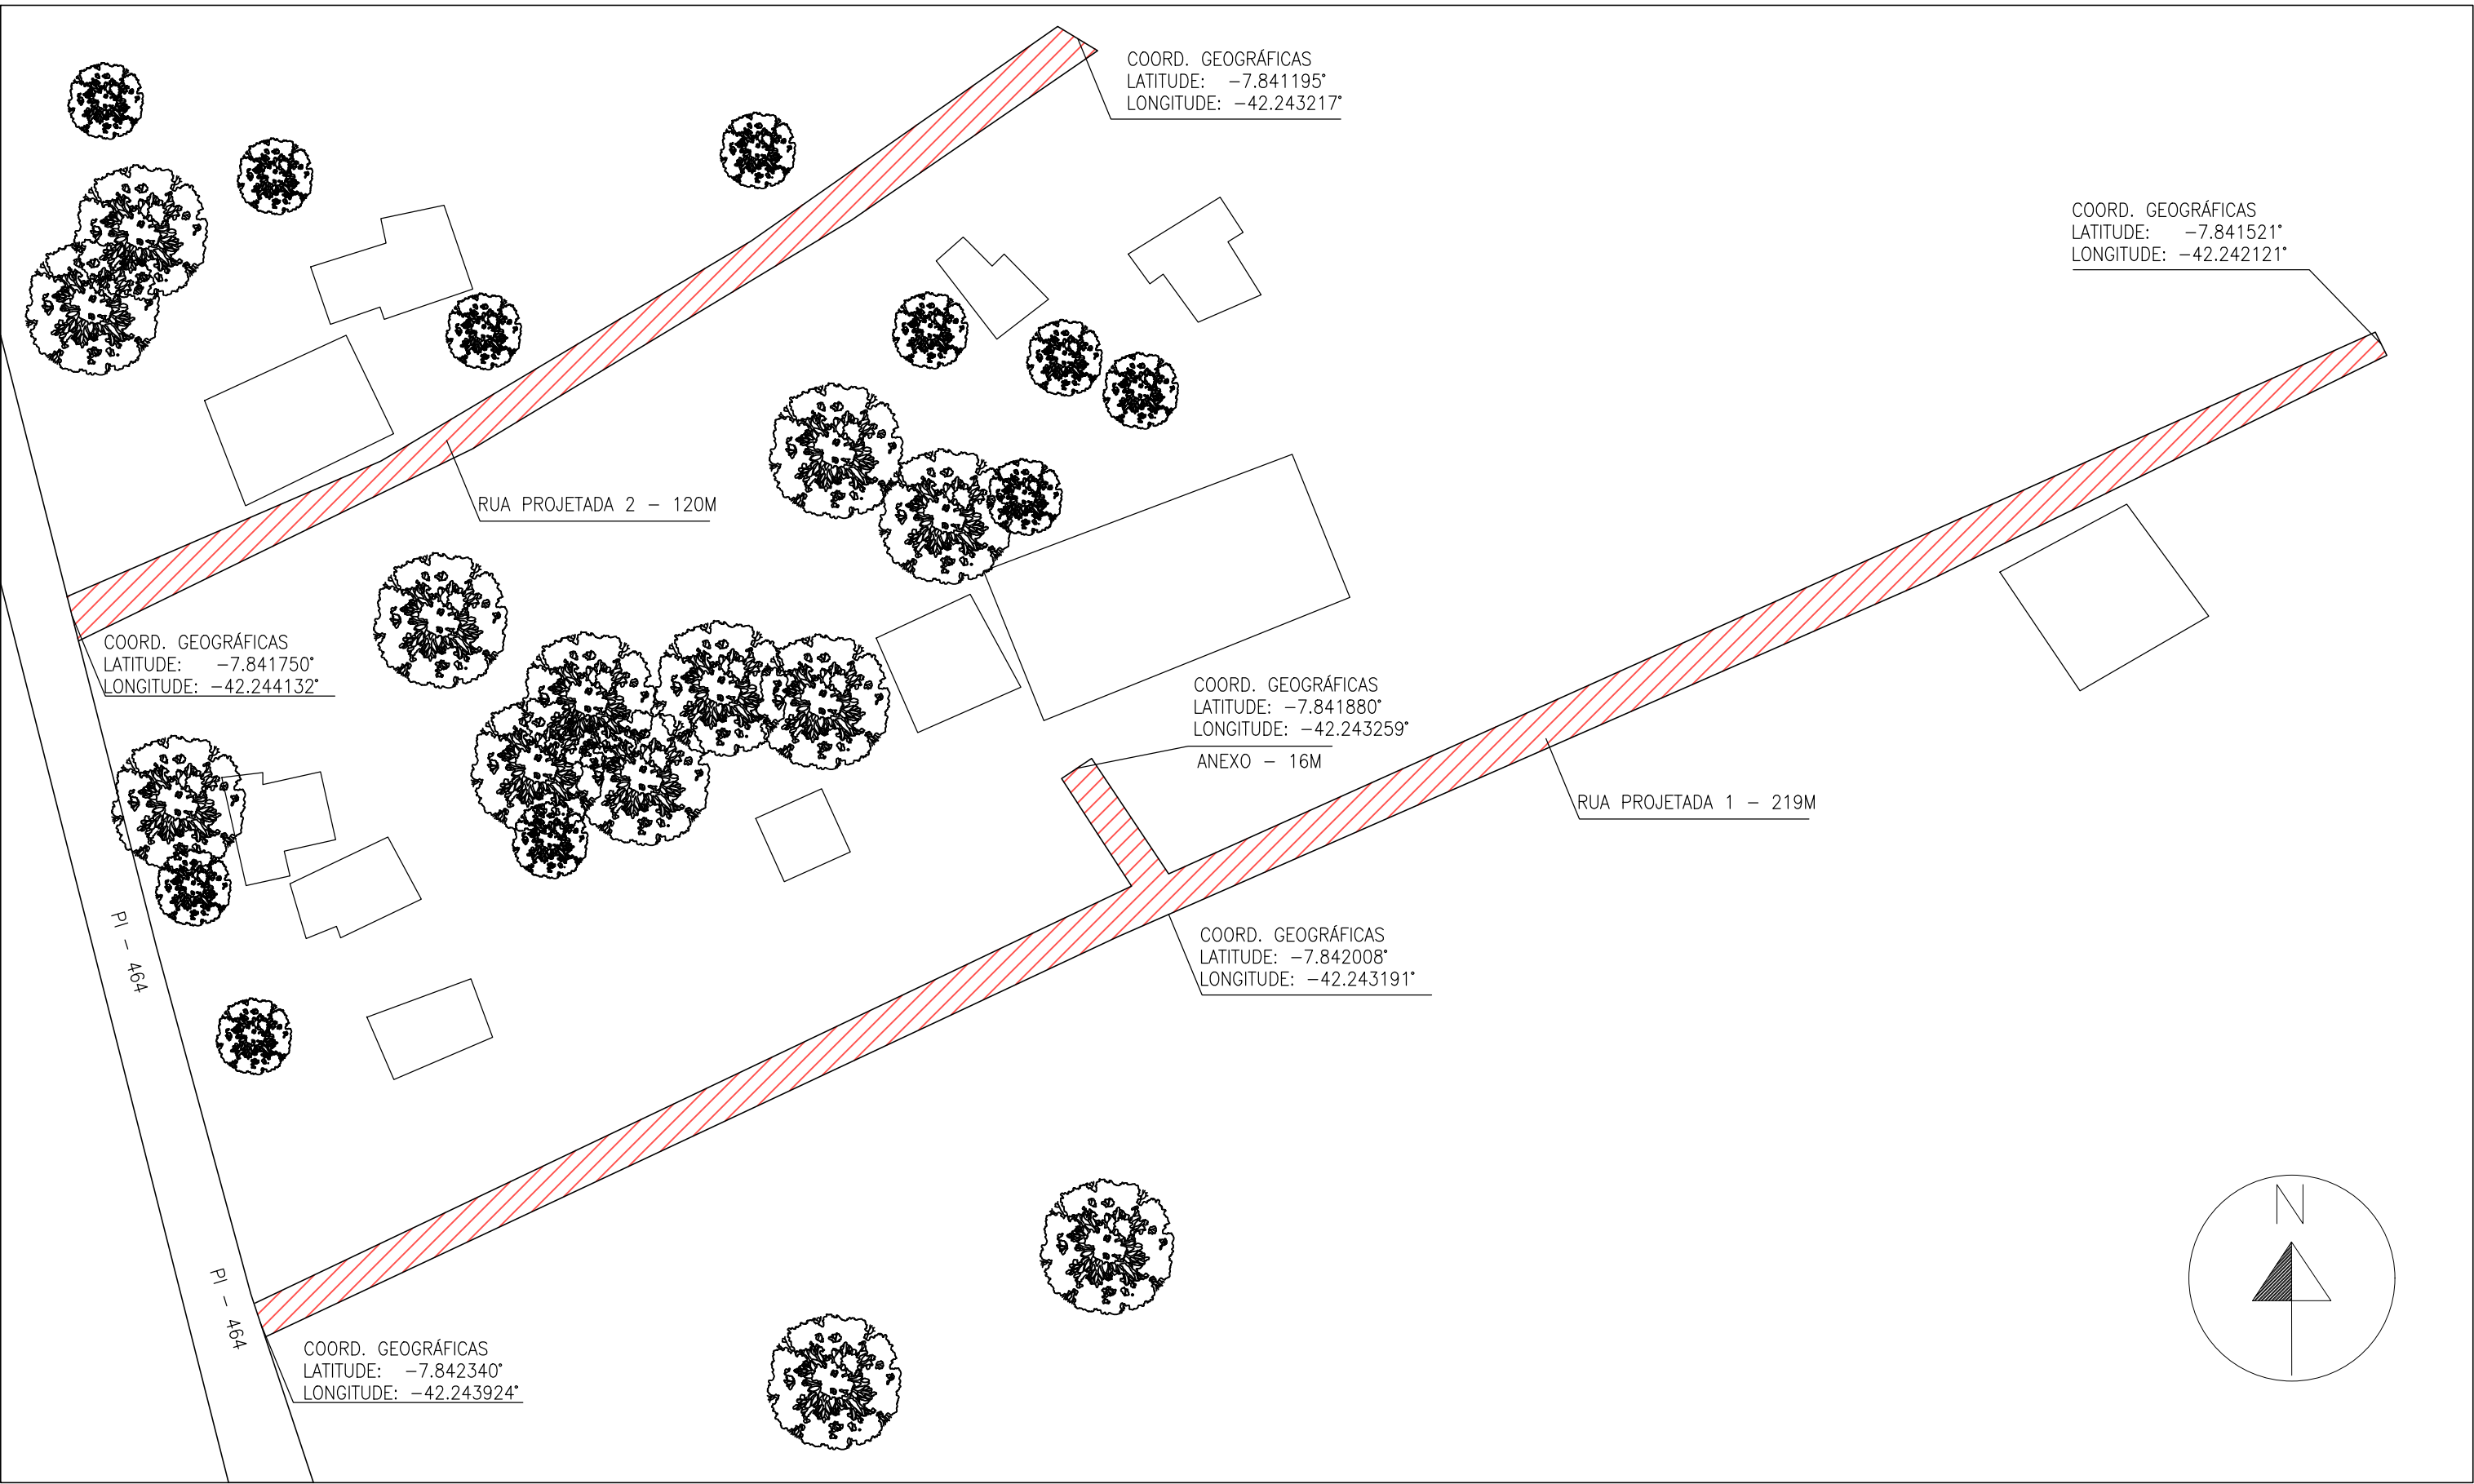 COORD. GEOGRÁFICAS
LATITUDE: -7.841195°
LONGITUDE: -42.243217°
COORD. GEOGRÁFICAS
LATITUDE: -7.841521°
LONGITUDE: -42.242121°
RUA PROJETADA 2 - 120M
COORD. GEOGRÁFICAS
LATITUDE: -7.841750°
LONGITUDE: -42.244132°
COORD. GEOGRÁFICAS
LATITUDE: -7.841880°
LONGITUDE: -42.243259°
ANEXO - 16M
RUA PROJETADA 1 - 219M
PI - 464
COORD. GEOGRÁFICAS
LATITUDE: -7.842008°
LONGITUDE: -42.243191°
N
PI - 464
COORD. GEOGRÁFICAS
LATITUDE: -7.842340°
LONGITUDE: -42.243924°